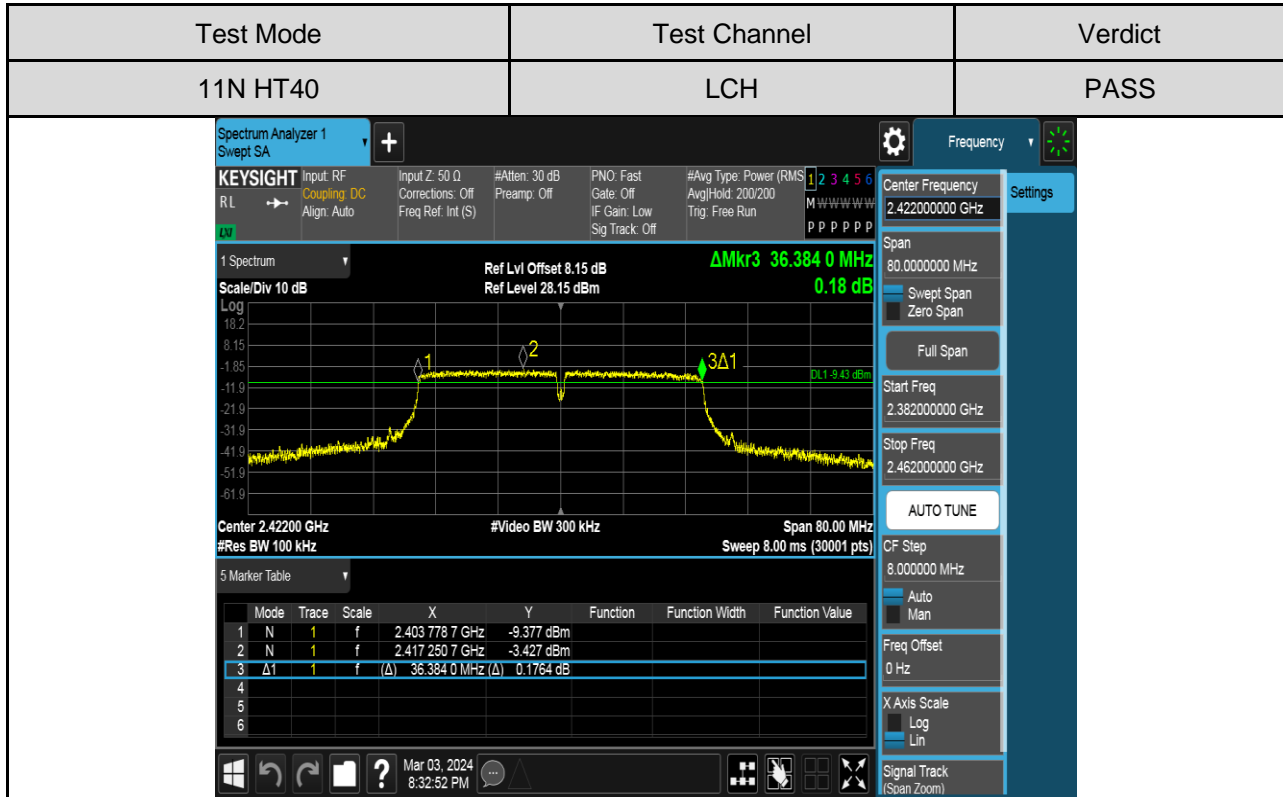 Test Mode Test Channel Verdict
11N HT40 LCH PASS
Spectrum Analyzer 1
Swept SA
+
Frequency
KEYSIGHT Input: RF Input Z: 50 Ω #Atten: 30 dB PNO: Fast #Avg Type: Power (RMS 1 2 3 4 5 6
RL Coupling: DC Corrections: Off Preamp: Off Gate: Off Avg|Hold: 200/200 M W W W W W
Align: Auto Freq Ref: Int (S) IF Gain: Low Trig: Free Run
LXI Sig Track: Off P P P P P P
1 Spectrum
Ref Lvl Offset 8.15 dB ΔMkr3 36.384 0 MHz
Scale/Div 10 dB Ref Level 28.15 dBm 0.18 dB
Log
18.2
8.15
-1.85
-11.9
-21.9
-31.9
-41.9
-51.9
-61.9
1
2
3Δ1
DL1 -9.43 dBm
Center 2.42200 GHz #Video BW 300 kHz Span 80.00 MHz
#Res BW 100 kHz Sweep 8.00 ms (30001 pts)
5 Marker Table
Mode Trace Scale X Y Function Function Width Function Value
1 N 1 f 2.403 778 7 GHz -9.377 dBm
2 N 1 f 2.417 250 7 GHz -3.427 dBm
3 Δ1 1 f (Δ) 36.384 0 MHz (Δ) 0.1764 dB
4
5
6
Center Frequency
2.422000000 GHz
Settings
Span
80.0000000 MHz
Swept Span
Zero Span
Full Span
Start Freq
2.382000000 GHz
Stop Freq
2.462000000 GHz
AUTO TUNE
CF Step
8.000000 MHz
Auto
Man
Freq Offset
0 Hz
X Axis Scale
Log
Lin
Signal Track
(Span Zoom)
?
Mar 03, 2024
8:32:52 PM